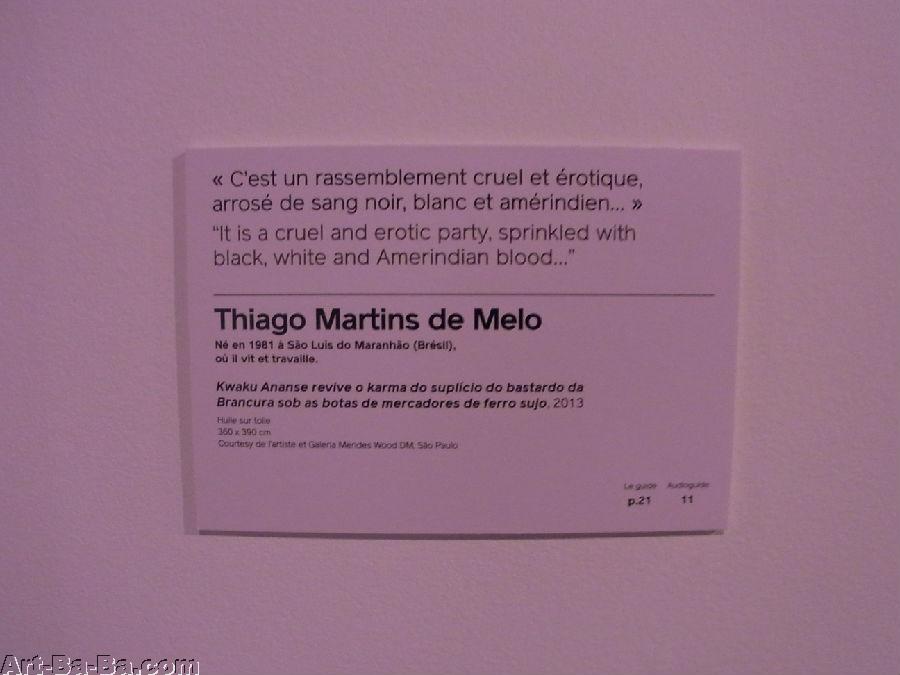 « C'est un rassemblement cruel et érotique,
arrosé de sang noir, blanc et amérindien... »
“It is a cruel and erotic party, sprinkled with
black, white and Amerindian blood...”
Thiago Martins de Melo
Né en 1981 à São Luis do Maranhão (Brésil),
où il vit et travaille.
Kwaku Ananse revive o karma do suplício do bastardo da
Brancura sob as botas de mercadores de ferro sujo, 2013
Huile sur toile
360 x 390 cm
Courtesy de l'artiste et Galeria Mendes Wood DM, São Paulo
Le guide Audioguide
p.21 11
Art-Ba-Ba.com